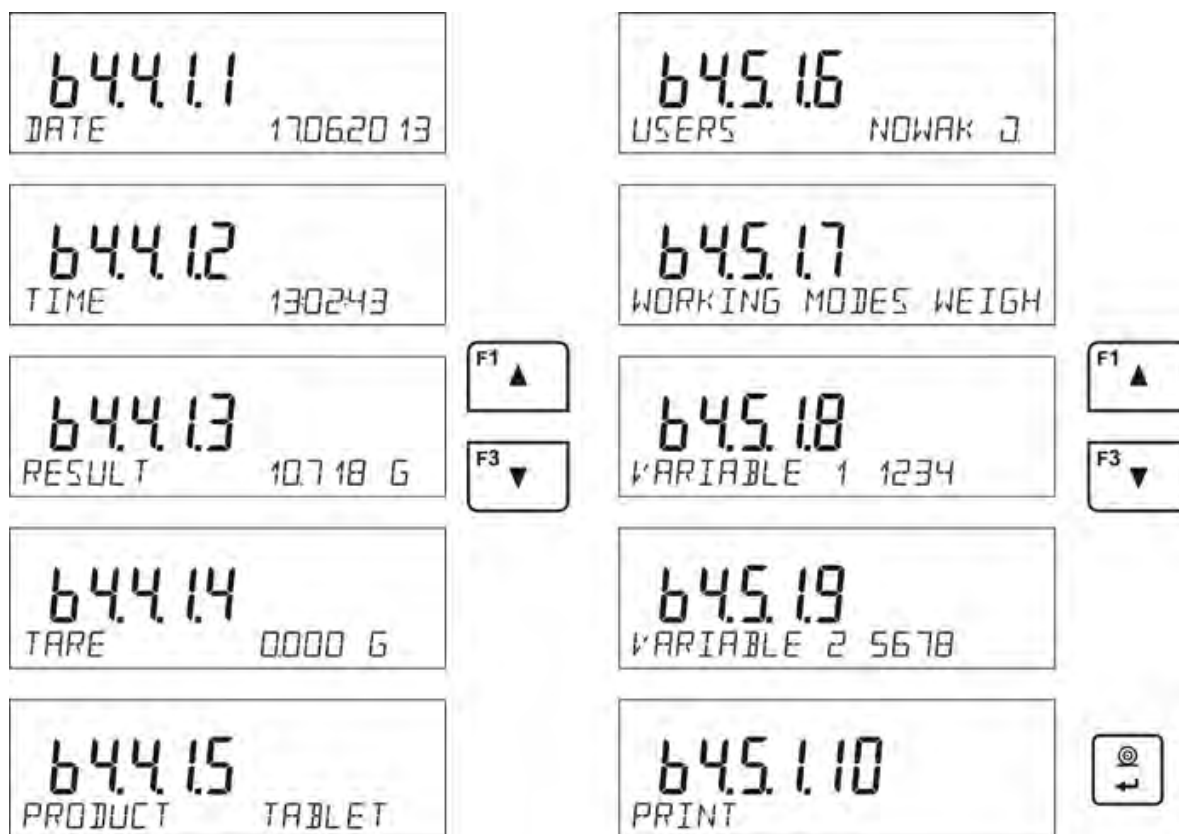 b4.4.1.1
DATE 17.06.2013
b4.4.1.2
TIME 13:02:43
b4.4.1.3
RESULT 10.718 G
b4.4.1.4
TARE 0.000 G
b4.4.1.5
PRODUCT TABLET
F1
F3
b4.5.1.6
USERS NOWAK J.
b4.5.1.7
WORKING MODES WEIGH
b4.5.1.8
VARIABLE 1 1234
b4.5.1.9
VARIABLE 2 5678
b4.5.1.10
PRINT
F1
F3